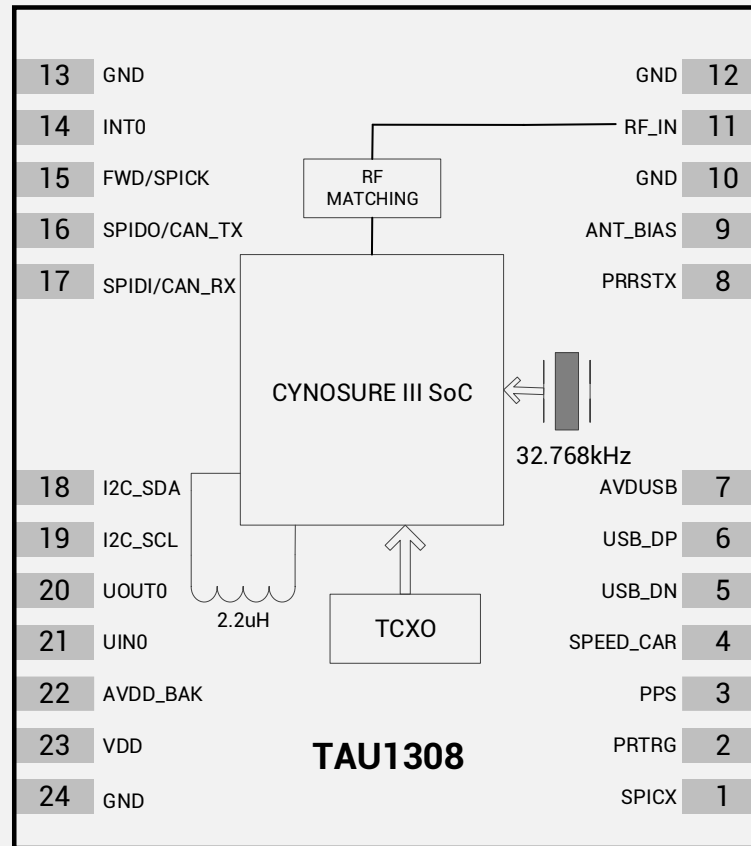 13 GND
14 INT0
15 FWD/SPICK
16 SPIDO/CAN_TX
17 SPIDI/CAN_RX
18 I2C_SDA
19 I2C_SCL
20 UOUT0
21 UIN0
22 AVDD_BAK
23 VDD
24 GND
RF
MATCHING
CYNOSURE III SoC
32.768kHz
2.2uH
TCXO
TAU1308
GND 12
RF_IN 11
GND 10
ANT_BIAS 9
PRRSTX 8
AVDUSB 7
USB_DP 6
USB_DN 5
SPEED_CAR 4
PPS 3
PRTRG 2
SPICX 1